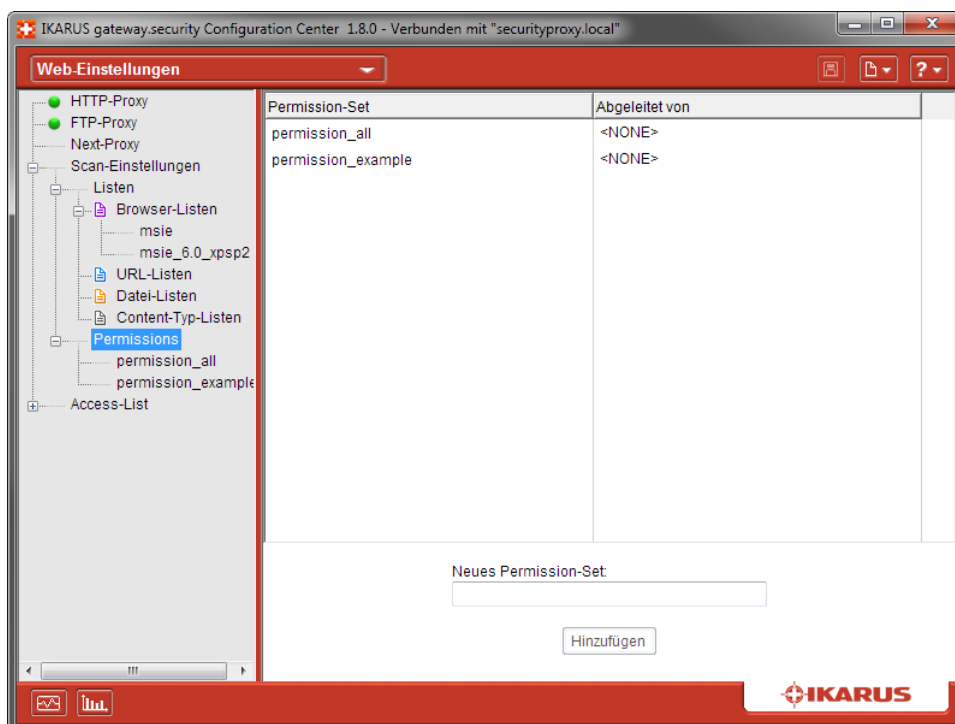 IKARUS gateway.security Configuration Center 1.8.0 - Verbunden mit "securityproxy.local"
Web-Einstellungen
?
HTTP-Proxy
FTP-Proxy
Next-Proxy
Scan-Einstellungen
Listen
Browser-Listen
msie
msie_6.0_xpsp2
URL-Listen
Datei-Listen
Content-Typ-Listen
Permissions
permission_all
permission_example
Access-List
Permission-Set Abgeleitet von
permission_all <NONE>
permission_example <NONE>
Neues Permission-Set:
Hinzufügen
IKARUS